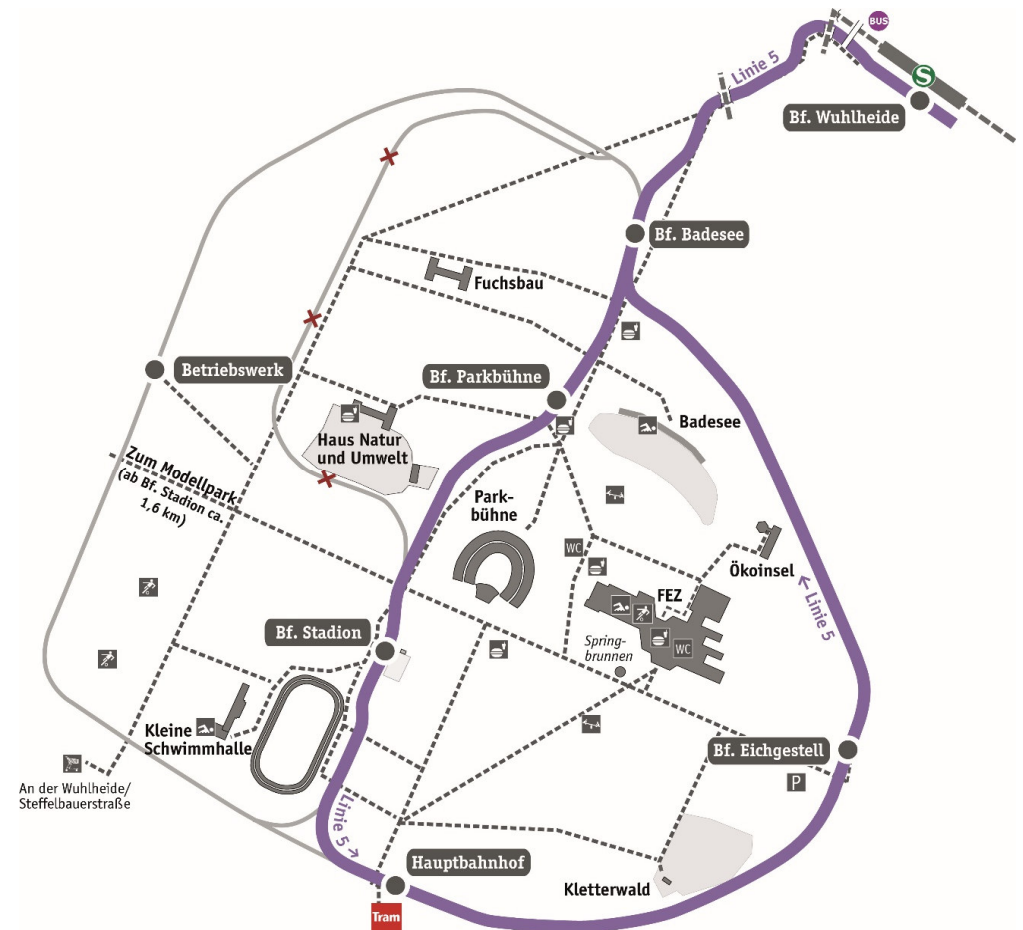 BUS
Linie 5
S
Bf. Wuhlheide
Bf. Badesee
Fuchsbau
Betriebswerk
Bf. Parkbühne
Haus Natur
und Umwelt
Badesee
Zum Modellpark
(ab Bf. Stadion ca.
1,6 km)
Park-
bühne
WC
Ökoinsel
FEZ
← Linie 5
Bf. Stadion
Spring-
brunnen
WC
Kleine
Schwimmhalle
Bf. Eichgestell
P
An der Wuhlheide/
Steffelbauerstraße
Linie 5 →
Hauptbahnhof
Kletterwald
Tram